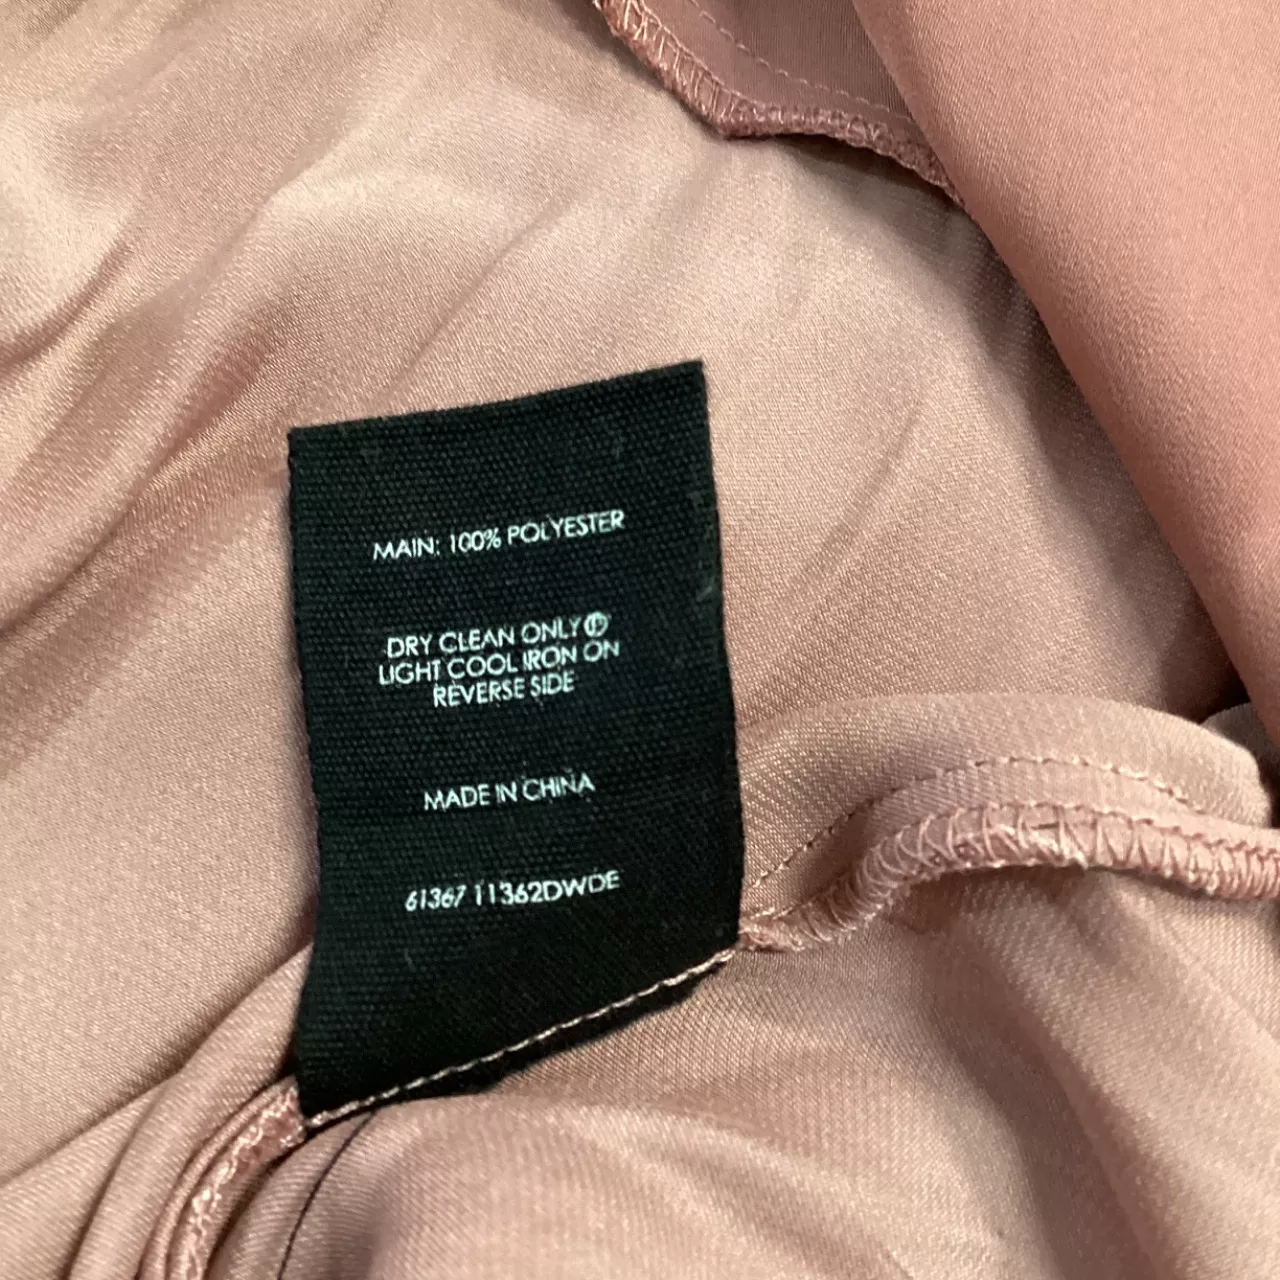 MAIN: 100% POLYESTER
DRY CLEAN ONLY Ⓟ
LIGHT COOL IRON ON
REVERSE SIDE
MADE IN CHINA
61367 11362DWDE